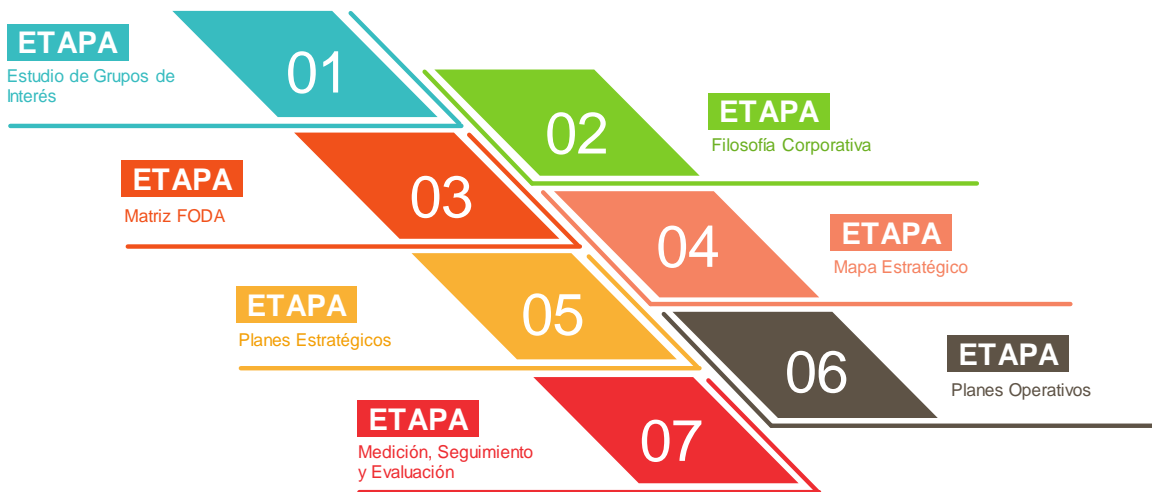 ETAPA
Estudio de Grupos de
Interés
01
02
ETAPA
Filosofía Corporativa
ETAPA
Matriz FODA
03
04
ETAPA
Mapa Estratégico
ETAPA
Planes Estratégicos
05
06
ETAPA
Planes Operativos
ETAPA
Medición, Seguimiento
y Evaluación
07